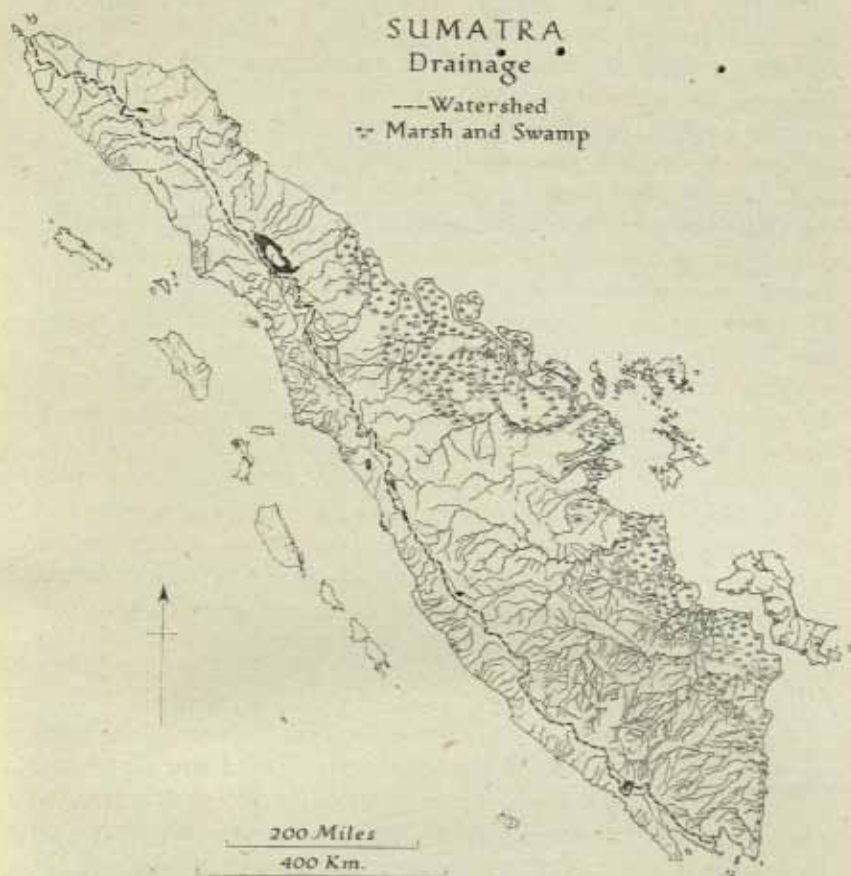 SUMATRA
Drainage
---Watershed
Marsh and Swamp
200 Miles
400 Km.